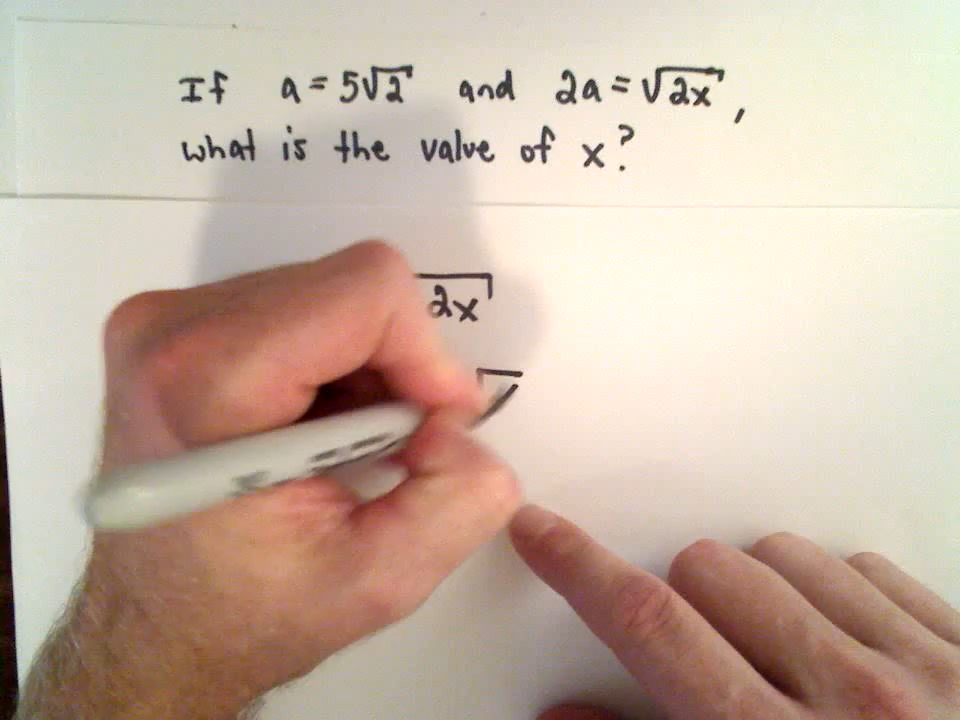 If a = 5√2 and 2a = √2x,
what is the value of x?
2x